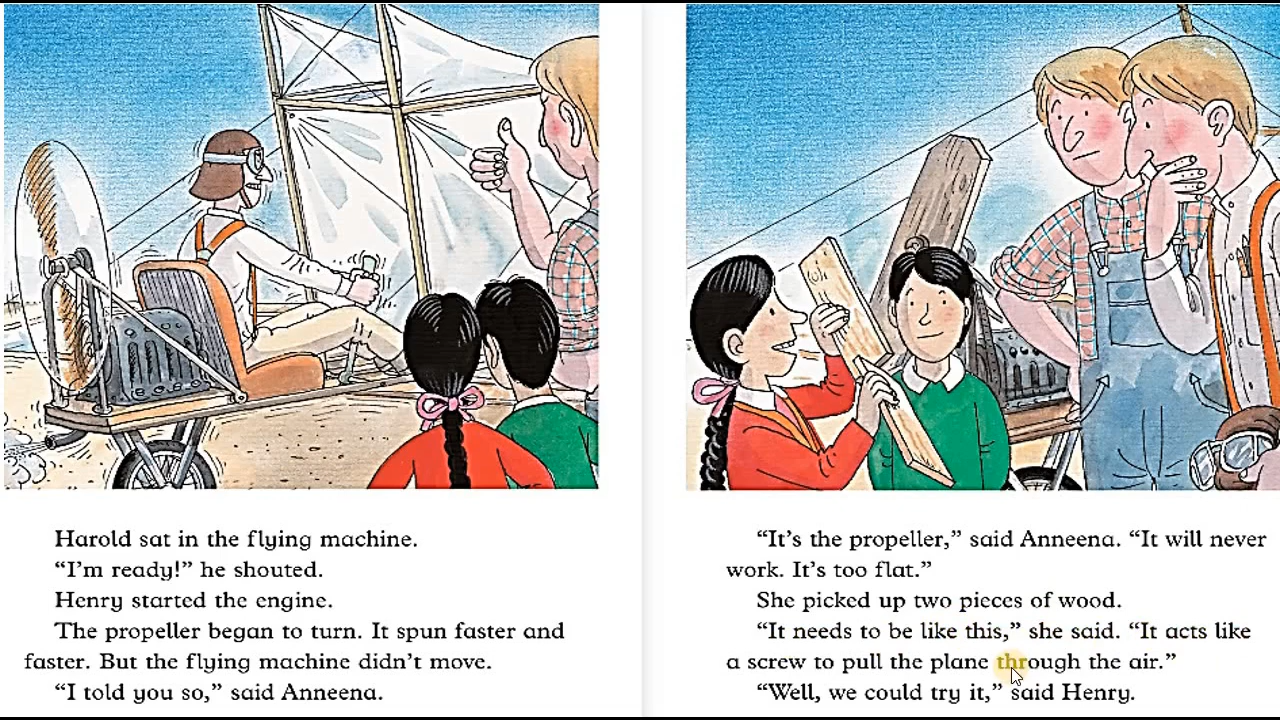 Harold sat in the flying machine.
“I’m ready!” he shouted.
Henry started the engine.
The propeller began to turn. It spun faster and
faster. But the flying machine didn’t move.
“I told you so,” said Anneena.
“It’s the propeller,” said Anneena. “It will never
work. It’s too flat.”
She picked up two pieces of wood.
“It needs to be like this,” she said. “It acts like
a screw to pull the plane through the air.”
“Well, we could try it,” said Henry.